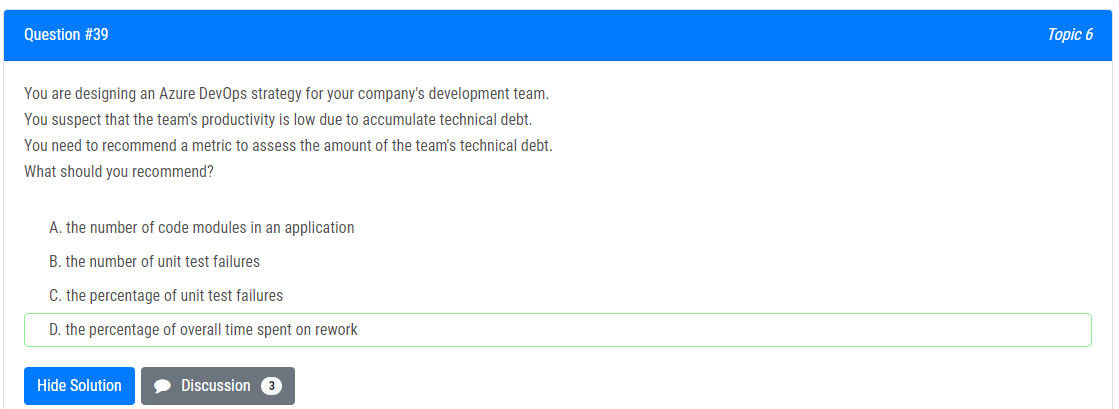 Question #39
Topic 6
You are designing an Azure DevOps strategy for your company's development team.
You suspect that the team's productivity is low due to accumulate technical debt.
You need to recommend a metric to assess the amount of the team's technical debt.
What should you recommend?
A. the number of code modules in an application
B. the number of unit test failures
C. the percentage of unit test failures
D. the percentage of overall time spent on rework
Hide Solution
Discussion 3